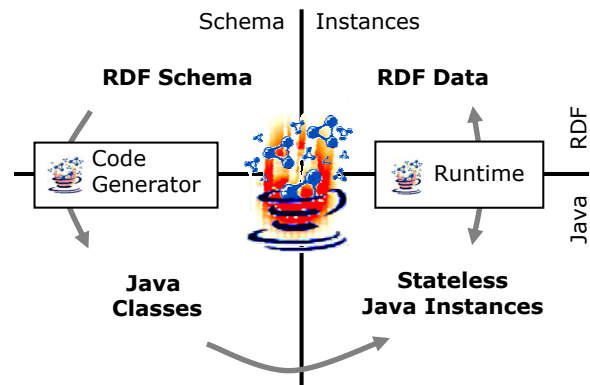 Schema
Instances
RDF Schema
RDF Data
RDF
Code
Generator
Runtime
Java
Java
Classes
Stateless
Java Instances